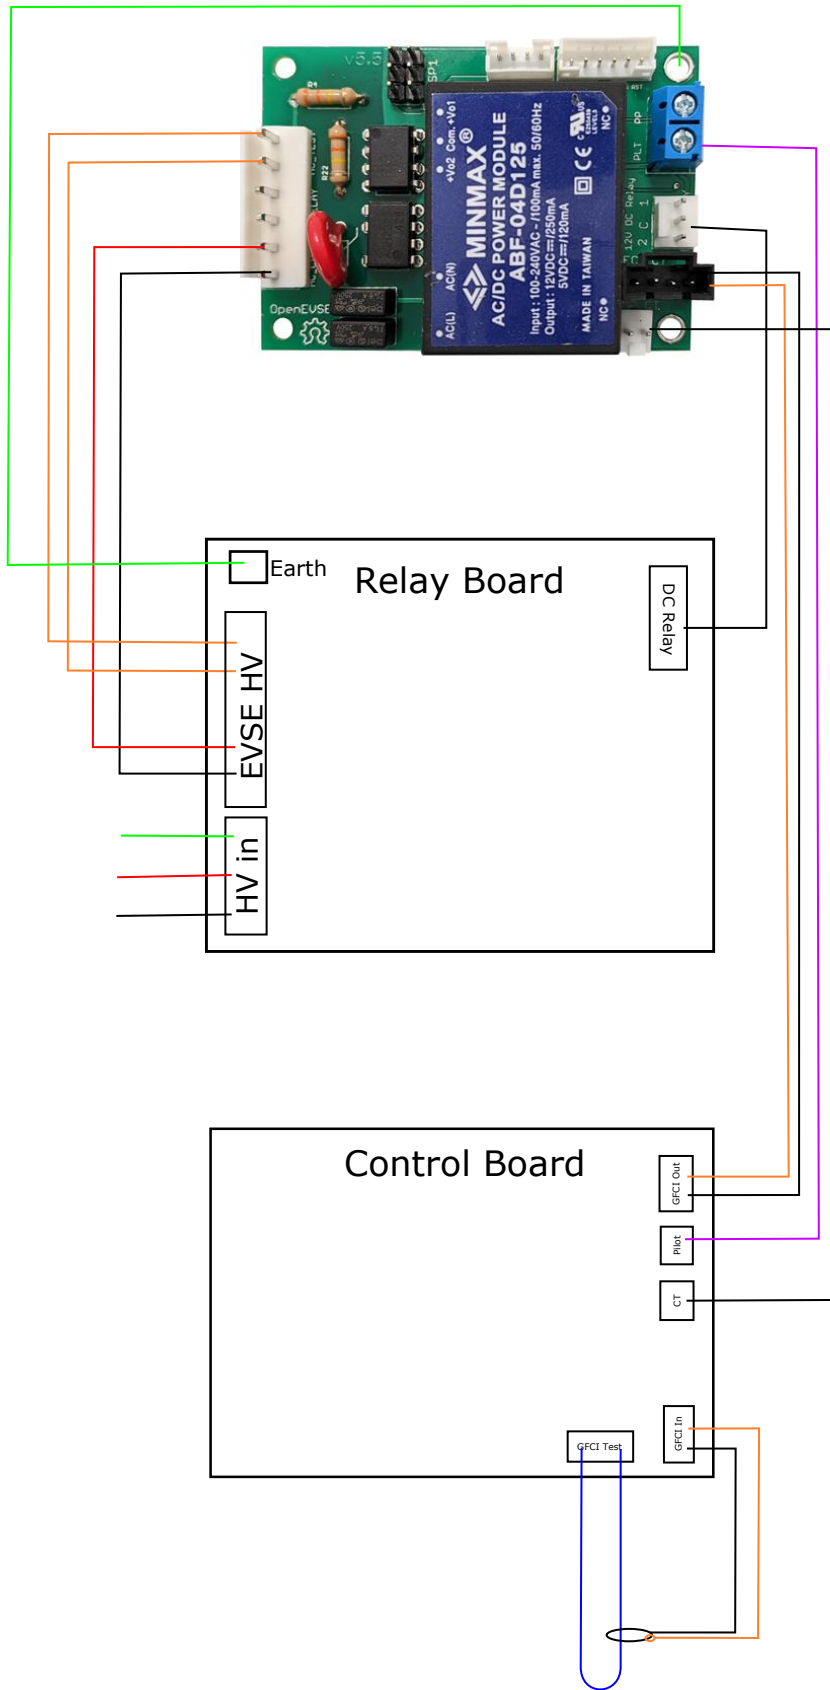 V5.5
R1
R22
SP1
OpenEVSE
+Vo2 Com. +Vo1
NC
MINMAX®
AC/DC POWER MODULE
ABF-04D125
Input : 100-240VAC ~ /100mA max. 50/60Hz
Output : 12VDC⎓/250mA
5VDC⎓/120mA
MADE IN TAIWAN
AC(L) AC(N)
NC
RST
PP
PLT
12V DC Relay
2 C 1
Earth
Relay Board
DC Relay
EVSE HV
HV in
Control Board
GFCI Out
Pilot
CT
GFCI In
GFCI Test